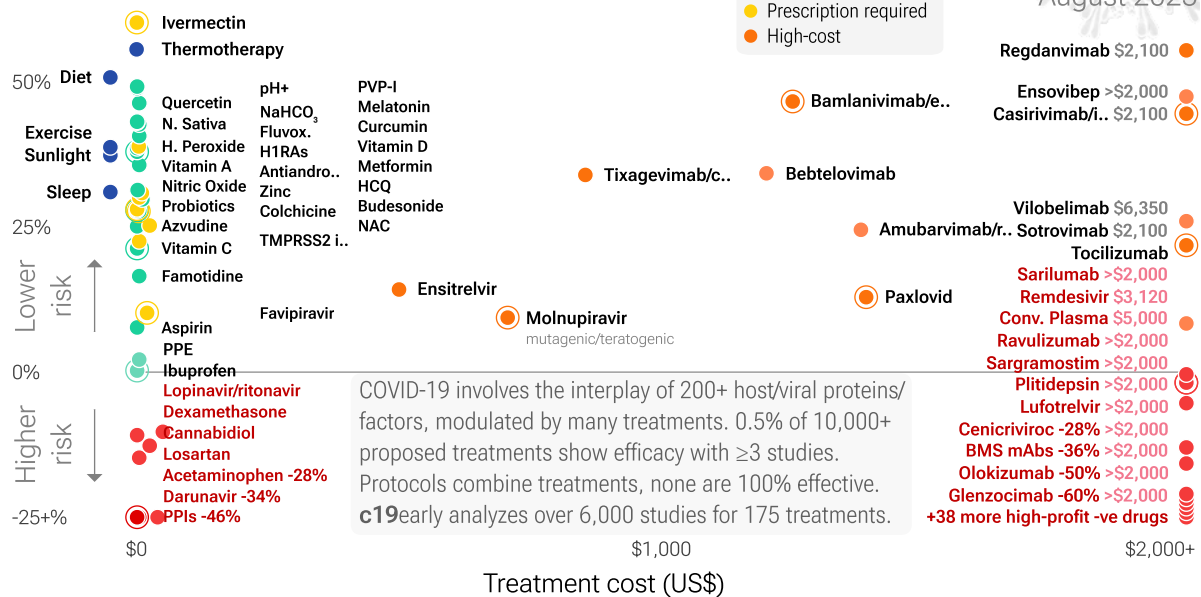 August 2025
Prescription required
High-cost
Ivermectin
Thermotherapy
50%
Diet
Quercetin
N. Sativa
Exercise
Sunlight
H. Peroxide
Vitamin A
Sleep
Nitric Oxide
Probiotics
25%
Azvudine
Vitamin C
Famotidine
Aspirin
PPE
0%
Ibuprofen
pH+
NaHCO₃
Fluvox.
H1RAs
Antiandro..
Zinc
Colchicine
TMPRSS2 i..
Favipiravir
PVP-I
Melatonin
Curcumin
Vitamin D
Metformin
HCQ
Budesonide
NAC
Lower
risk
Higher
risk
Lopinavir/ritonavir
Dexamethasone
Cannabidiol
Losartan
Acetaminophen -28%
Darunavir -34%
-25+%
PPIs -46%
Bamlanivimab/e..
Tixagevimab/c..
Bebtelovimab
Amubarvimab/r..
Ensitrelvir
Paxlovid
Molnupiravir
mutagenic/teratogenic
Regdanvimab $2,100
Ensovibep >$2,000
Casirivimab/i.. $2,100
Vilobelimab $6,350
Sotrovimab $2,100
Tocilizumab
Sarilumab >$2,000
Remdesivir $3,120
Conv. Plasma $5,000
Ravulizumab >$2,000
Sargramostim >$2,000
Plitidepsin >$2,000
Lufotrelvir >$2,000
Cenicriviroc -28% >$2,000
BMS mAbs -36% >$2,000
Olokizumab -50% >$2,000
Glenzocimab -60% >$2,000
+38 more high-profit -ve drugs
COVID-19 involves the interplay of 200+ host/viral proteins/
factors, modulated by many treatments. 0.5% of 10,000+
proposed treatments show efficacy with ≥3 studies.
Protocols combine treatments, none are 100% effective.
c19early analyzes over 6,000 studies for 175 treatments.
$0
$1,000
$2,000+
Treatment cost (US$)